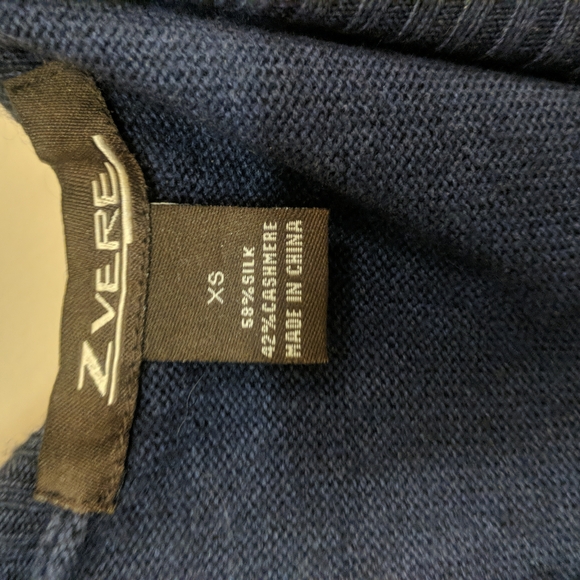 ZVERE
XS
58% SILK
42% CASHMERE
MADE IN CHINA